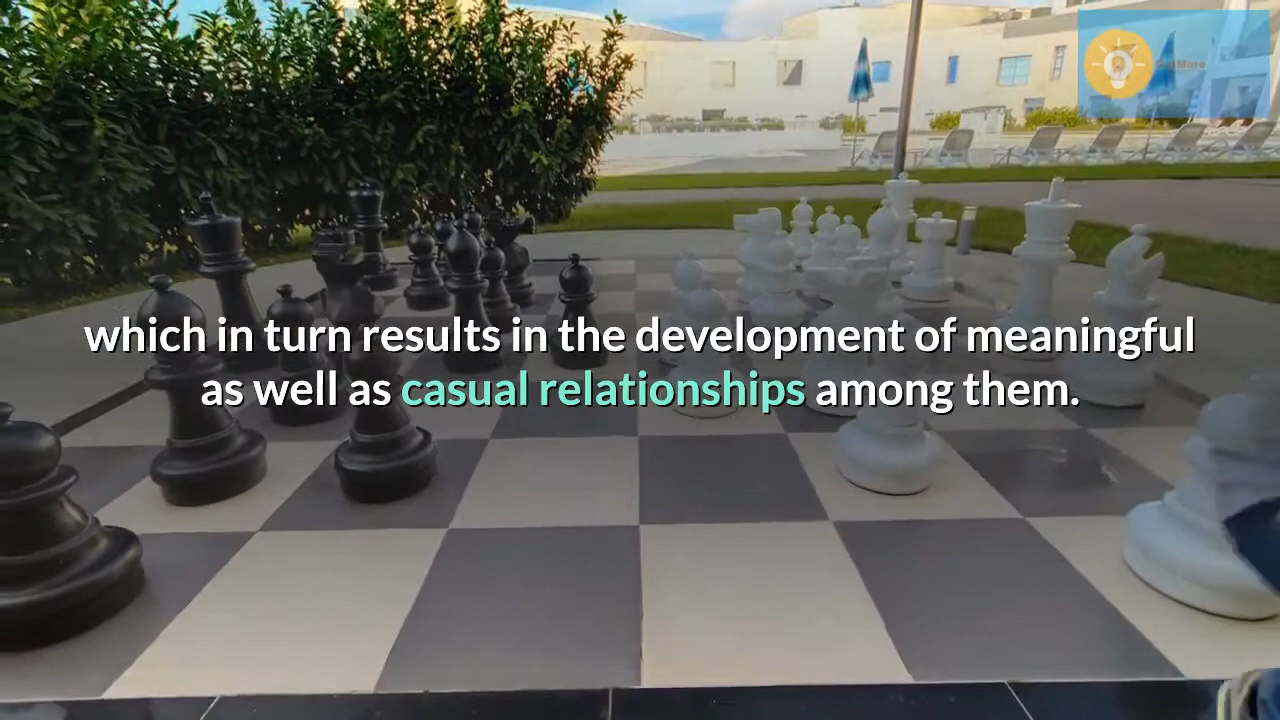 which in turn results in the development of meaningful
as well as casual relationships among them.